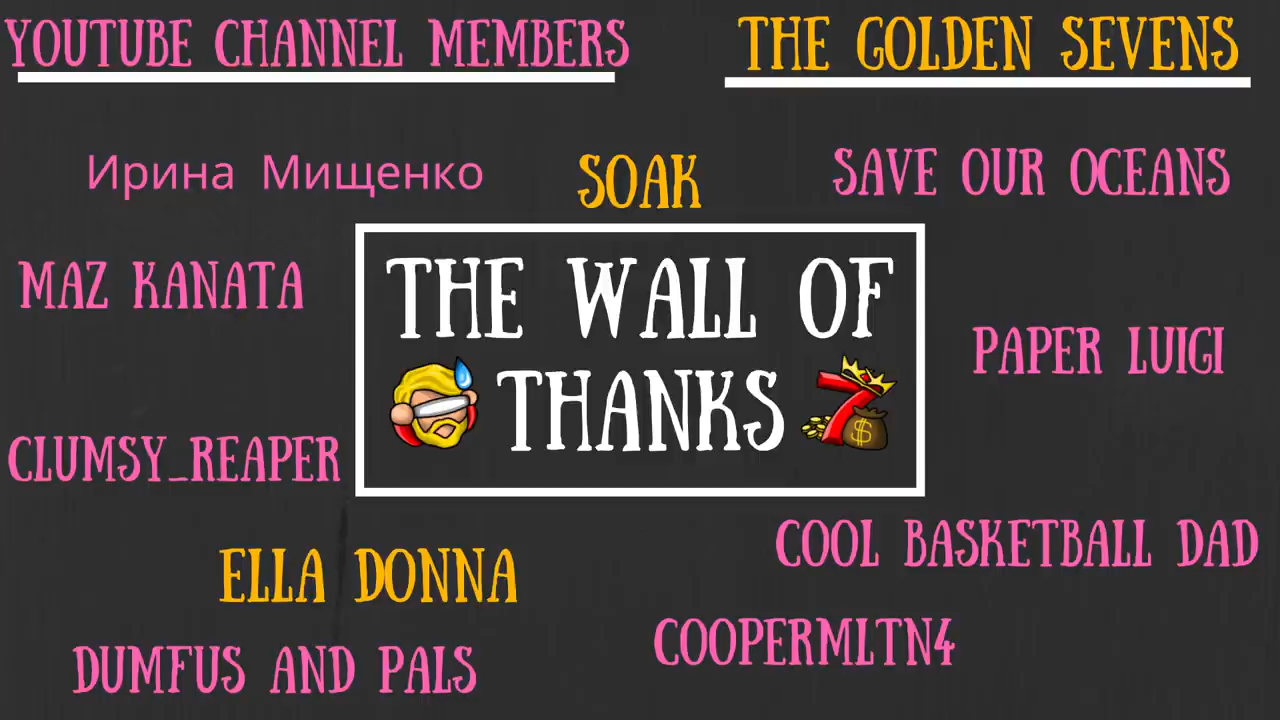 YOUTUBE CHANNEL MEMBERS
THE GOLDEN SEVENS
Ирина Мищенко
SOAK
SAVE OUR OCEANS
MAZ KANATA
THE WALL OF
THANKS
7
$
PAPER LUIGI
CLUMSY_REAPER
COOL BASKETBALL DAD
ELLA DONNA
COOPERMLTN4
DUMFUS AND PALS